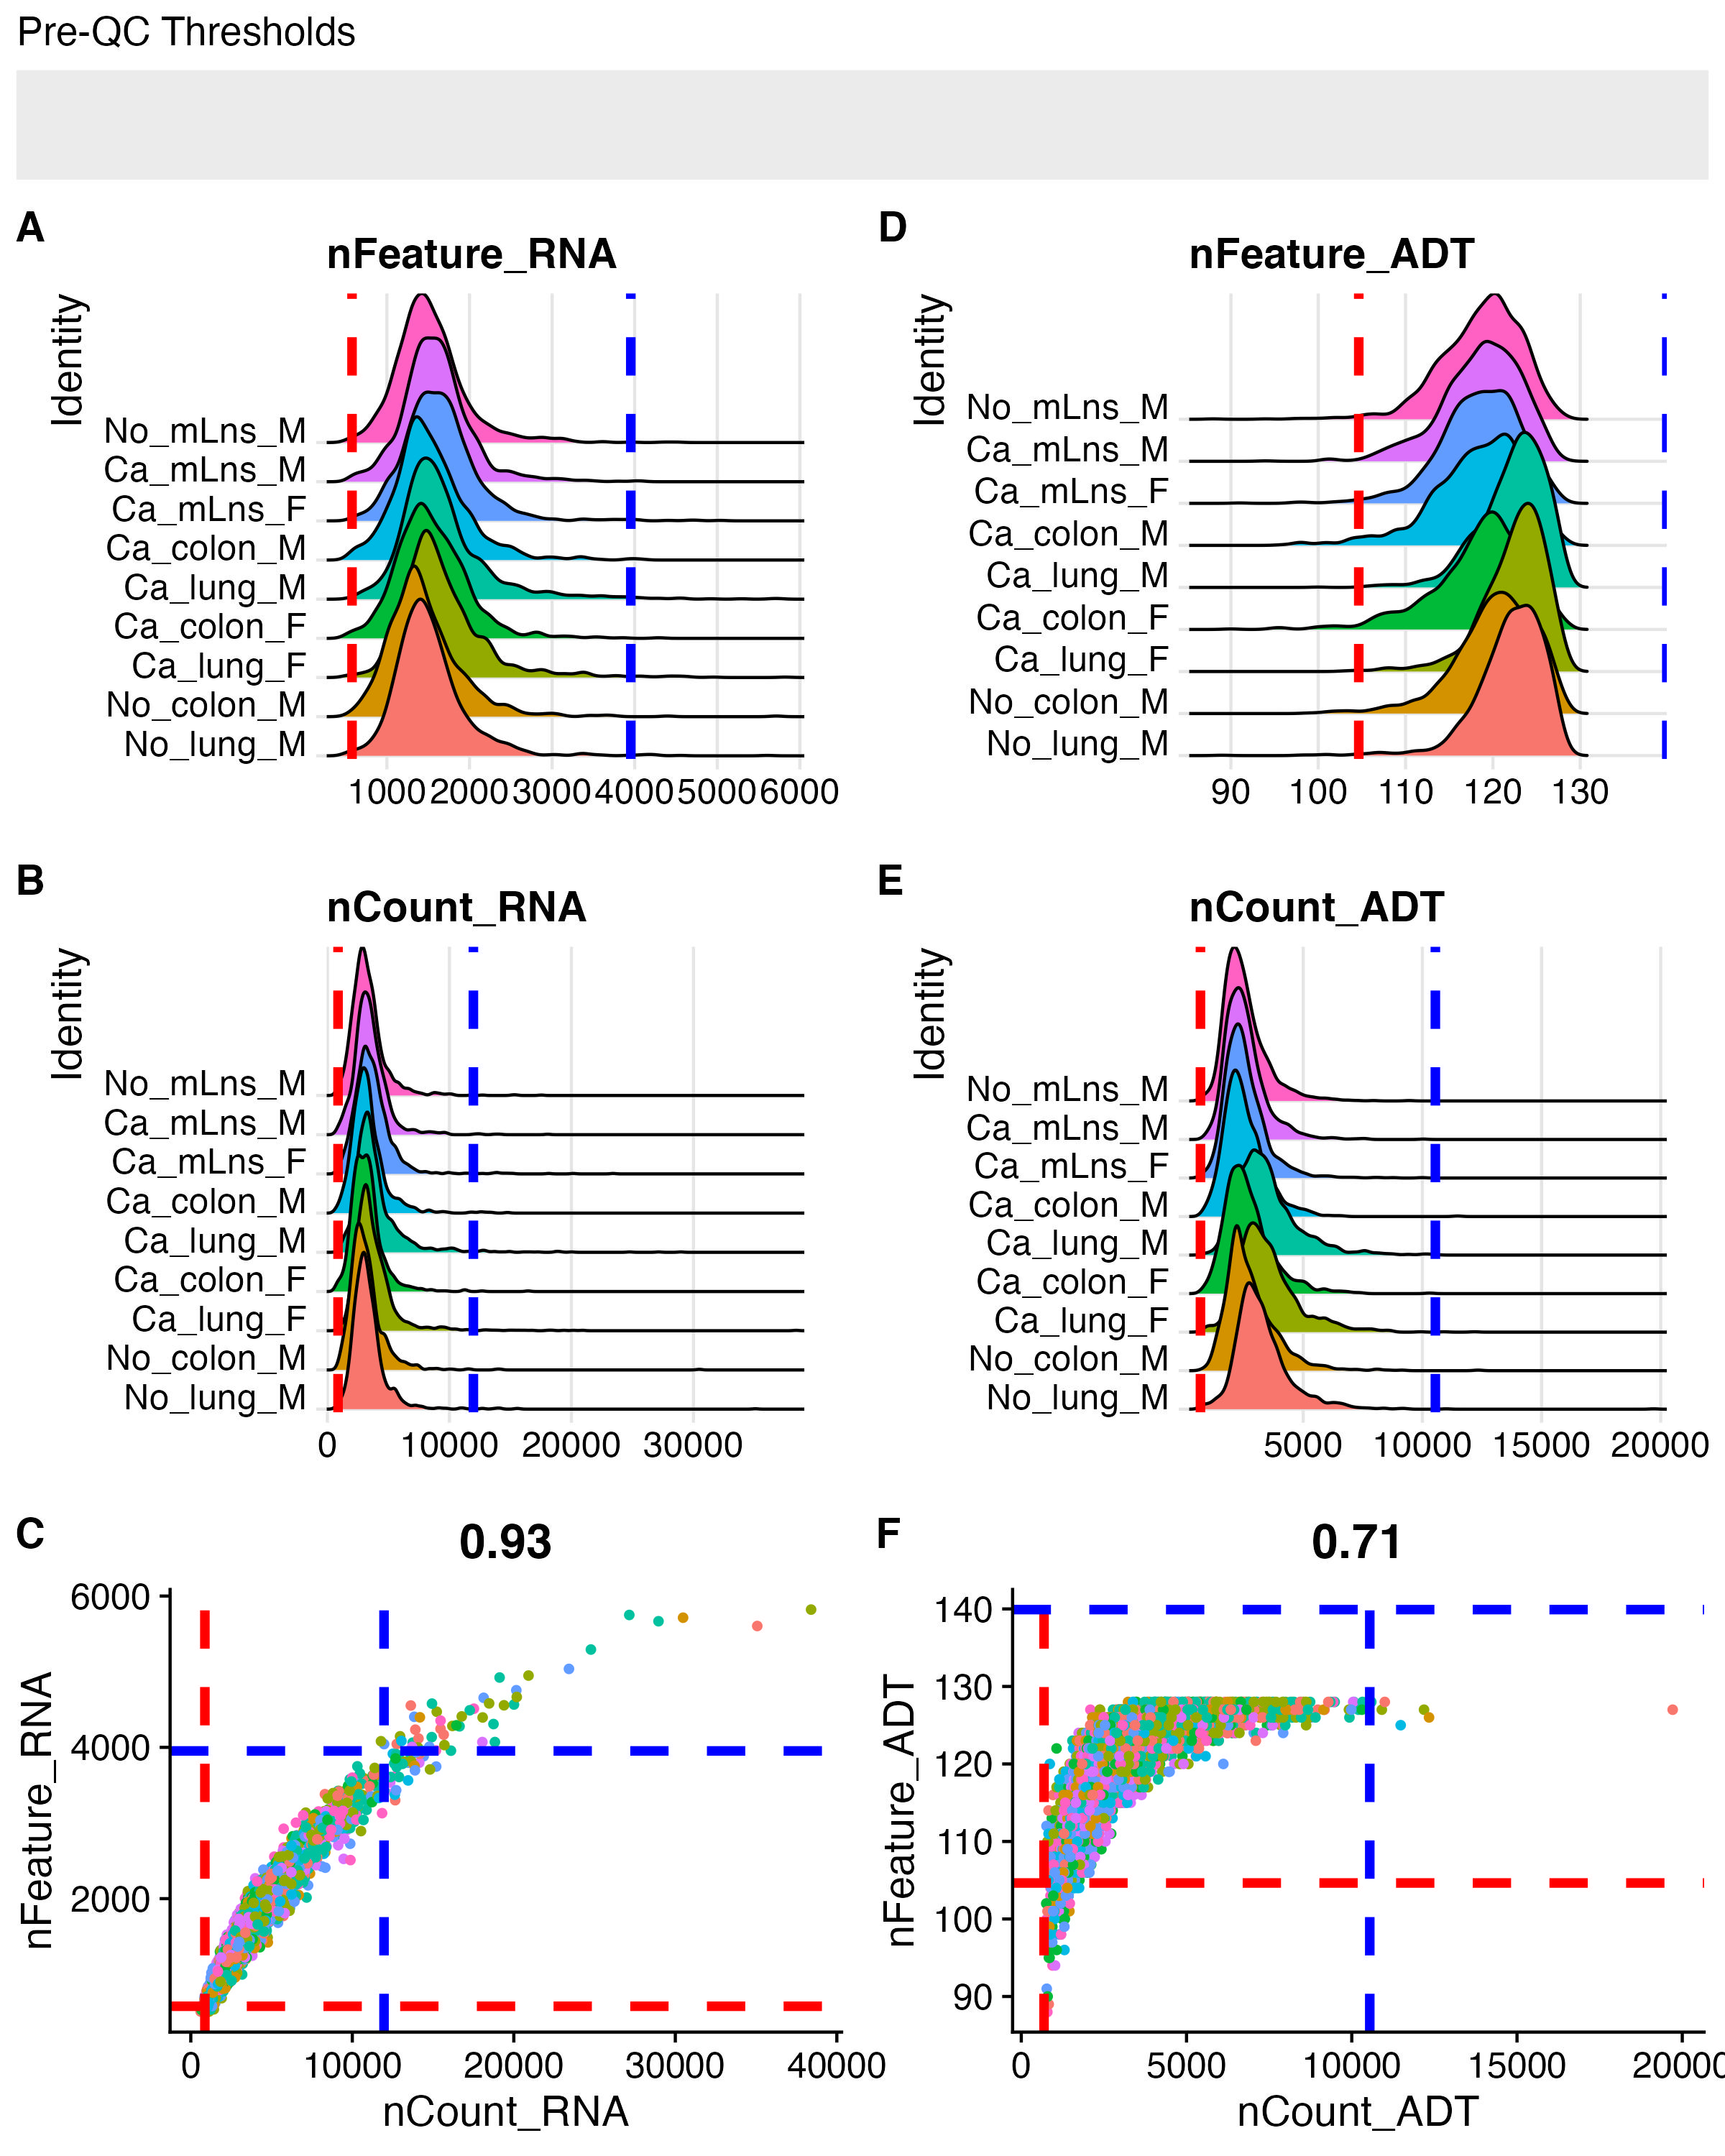 Pre-QC Thresholds
A
nFeature_RNA
Identity
No_mLns_M
Ca_mLns_M
Ca_mLns_F
Ca_colon_M
Ca_lung_M
Ca_colon_F
Ca_lung_F
No_colon_M
No_lung_M
1000 2000 3000 4000 5000 6000
D
nFeature_ADT
Identity
No_mLns_M
Ca_mLns_M
Ca_mLns_F
Ca_colon_M
Ca_lung_M
Ca_colon_F
Ca_lung_F
No_colon_M
No_lung_M
90 100 110 120 130
B
nCount_RNA
Identity
No_mLns_M
Ca_mLns_M
Ca_mLns_F
Ca_colon_M
Ca_lung_M
Ca_colon_F
Ca_lung_F
No_colon_M
No_lung_M
0 10000 20000 30000
E
nCount_ADT
Identity
No_mLns_M
Ca_mLns_M
Ca_mLns_F
Ca_colon_M
Ca_lung_M
Ca_colon_F
Ca_lung_F
No_colon_M
No_lung_M
5000 10000 15000 20000
C
0.93
nFeature_RNA
6000
4000
2000
0 10000 20000 30000 40000
nCount_RNA
F
0.71
nFeature_ADT
140
130
120
110
100
90
0 5000 10000 15000 20000
nCount_ADT